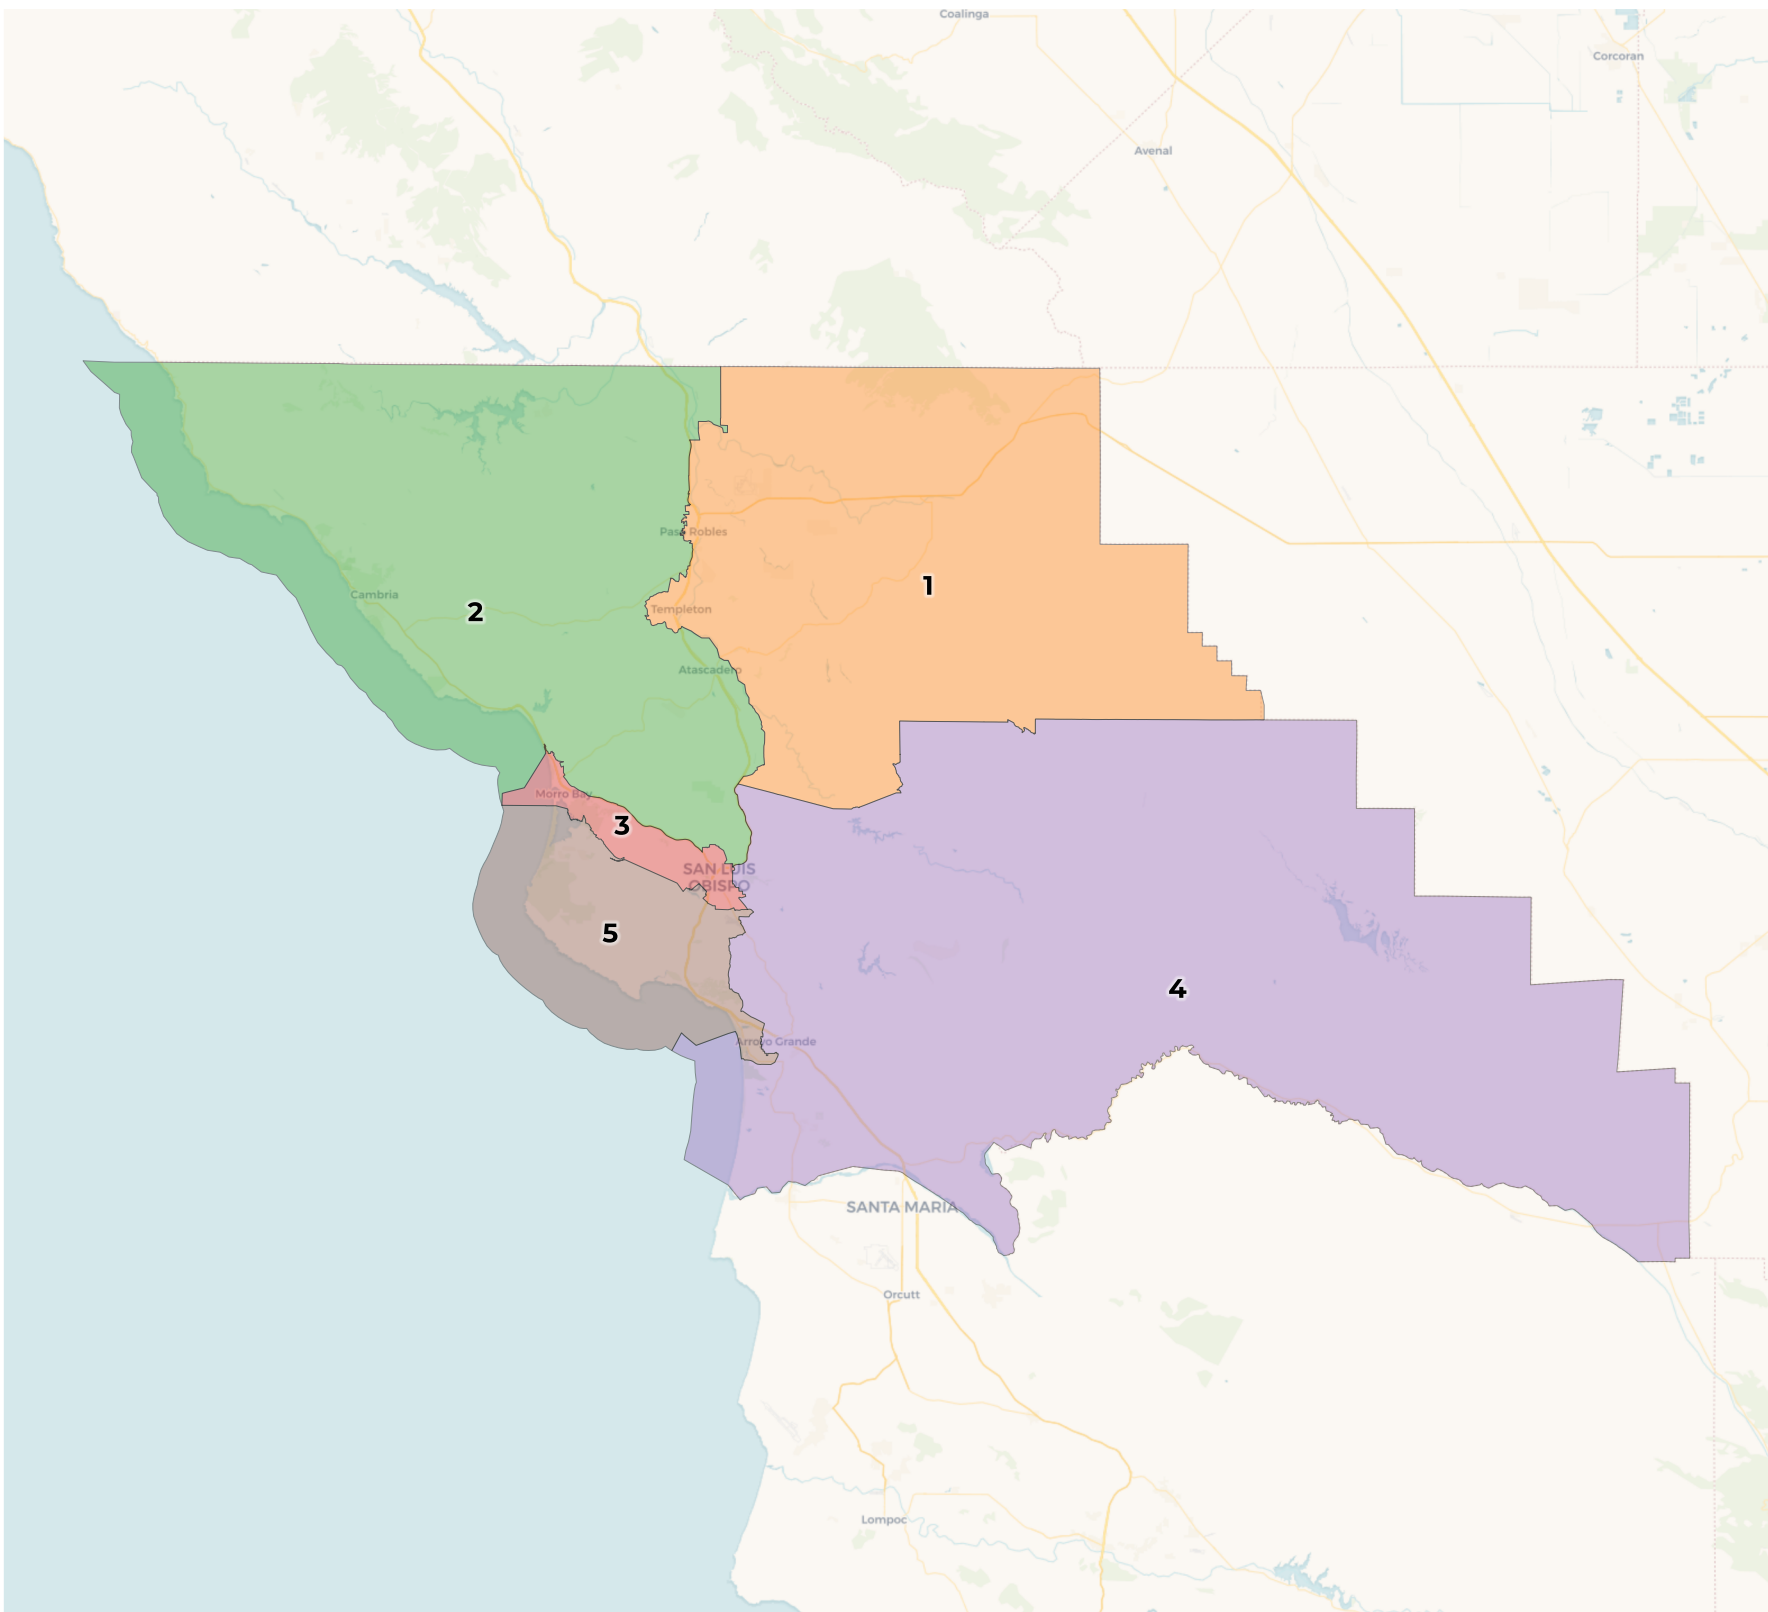 Coalinga
Corcoran
Avenal
Paso Robles
1
Cambria
2
Templeton
Atascadero
Morro Bay
3
SAN LUIS
OBISPO
5
4
Arroyo Grande
SANTA MARIA
Orcutt
Lompoc